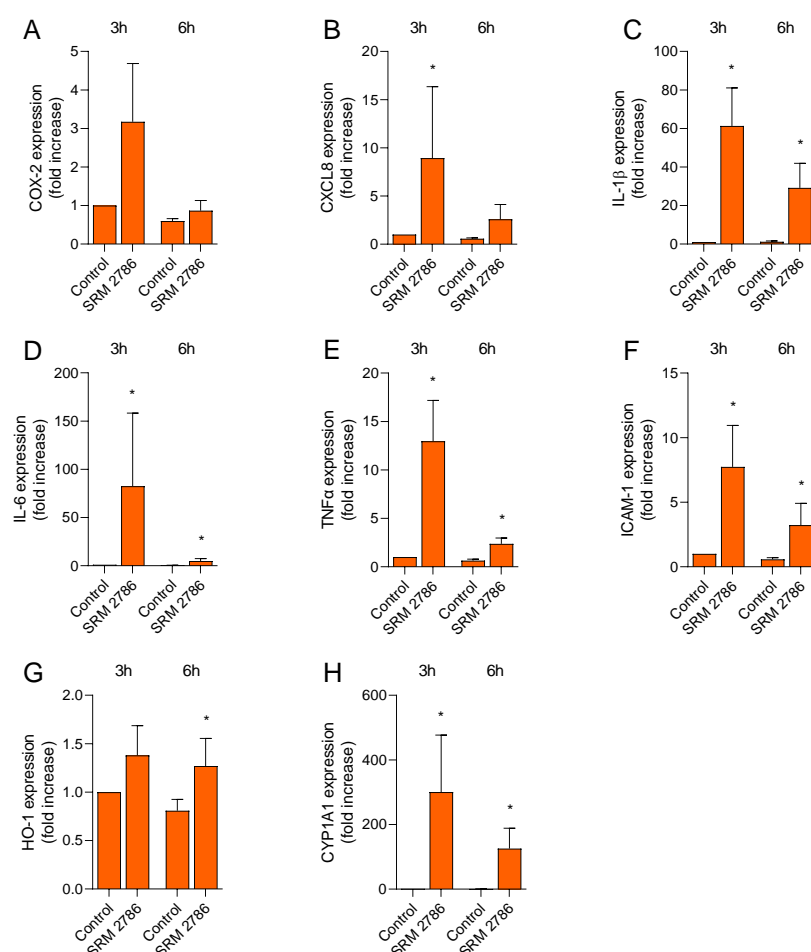 A
3h 6h
COX-2 expression
(fold increase)
5
4
3
2
1
0
Control
SRM 2786
Control
SRM 2786
B
3h 6h
CXCL8 expression
(fold increase)
20
15
10
5
0
*
Control
SRM 2786
Control
SRM 2786
C
3h 6h
IL-1β expression
(fold increase)
100
80
60
40
20
0
*
*
Control
SRM 2786
Control
SRM 2786
D
3h 6h
IL-6 expression
(fold increase)
200
150
100
50
0
*
*
Control
SRM 2786
Control
SRM 2786
E
3h 6h
TNFα expression
(fold increase)
20
15
10
5
0
*
*
Control
SRM 2786
Control
SRM 2786
F
3h 6h
ICAM-1 expression
(fold increase)
15
10
5
0
*
*
Control
SRM 2786
Control
SRM 2786
G
3h 6h
HO-1 expression
(fold increase)
2.0
1.5
1.0
0.5
0.0
*
Control
SRM 2786
Control
SRM 2786
H
3h 6h
CYP1A1 expression
(fold increase)
600
400
200
0
*
*
Control
SRM 2786
Control
SRM 2786